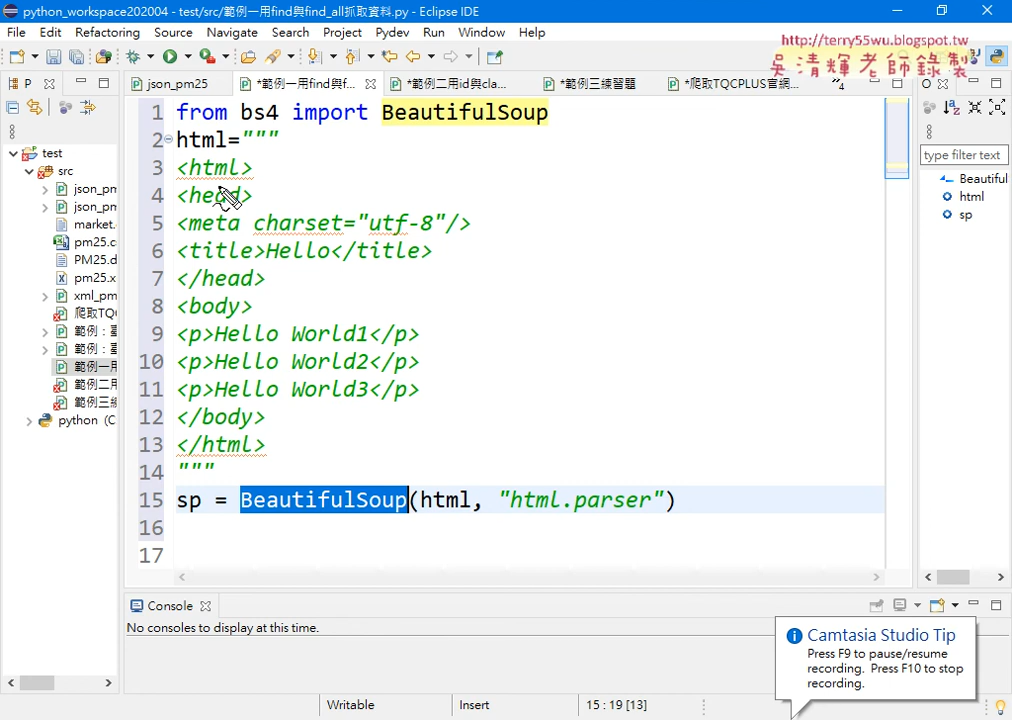 python_workspace202004 - test/src/範例一用find與find_all抓取資料.py - Eclipse IDE
File Edit Refactoring Source Navigate Search Project Pydev Run Window Help
http://terry55wu.blogspot.tw
吳清輝老師錄製
P
json_pm25
*範例一用find與f...
*範例二用id與cla...
*範例三練習題
*爬取TQCPLUS官網...
4
O
test
src
json_pm
json_pm
market.
pm25.c
PM25.d
pm25.x
xml_pm
爬取TQ
範例：臺
範例：臺
範例一用
範例二用
範例三練
python (C
1 from bs4 import BeautifulSoup
2 html="""
3 <html>
4 <head>
5 <meta charset="utf-8"/>
6 <title>Hello</title>
7 </head>
8 <body>
9 <p>Hello World1</p>
10 <p>Hello World2</p>
11 <p>Hello World3</p>
12 </body>
13 </html>
14 """
15 sp = BeautifulSoup(html, "html.parser")
16
17
type filter text
Beautiful
html
sp
Console
No consoles to display at this time.
Camtasia Studio Tip
Press F9 to pause/resume
recording. Press F10 to stop
recording.
Writable
Insert
15 : 19 [13]